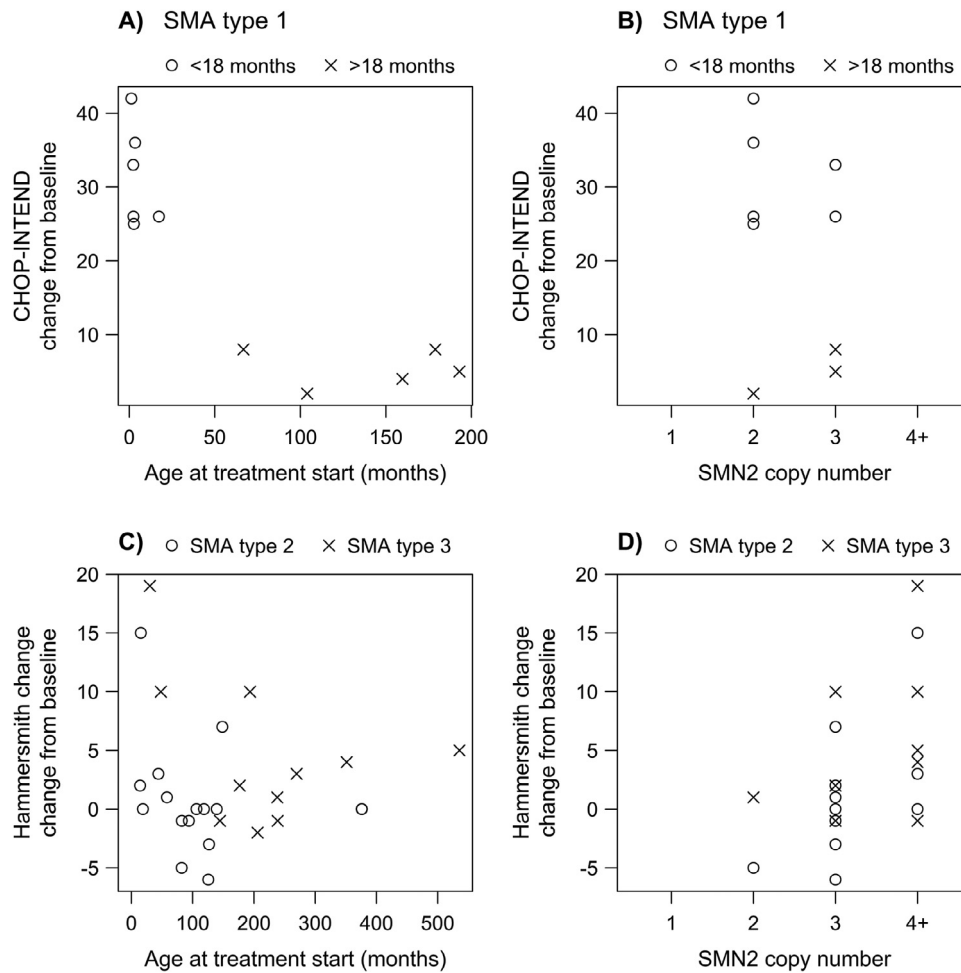 A) SMA type 1
<18 months >18 months
CHOP-INTEND
change from baseline
40
30
20
10
0 50 100 150 200
Age at treatment start (months)
B) SMA type 1
<18 months >18 months
CHOP-INTEND
change from baseline
40
30
20
10
1 2 3 4+
SMN2 copy number
C) SMA type 2 SMA type 3
Hammersmith change
change from baseline
20
15
10
5
0
-5
0 100 200 300 400 500
Age at treatment start (months)
D) SMA type 2 SMA type 3
Hammersmith change
change from baseline
20
15
10
5
0
-5
1 2 3 4+
SMN2 copy number